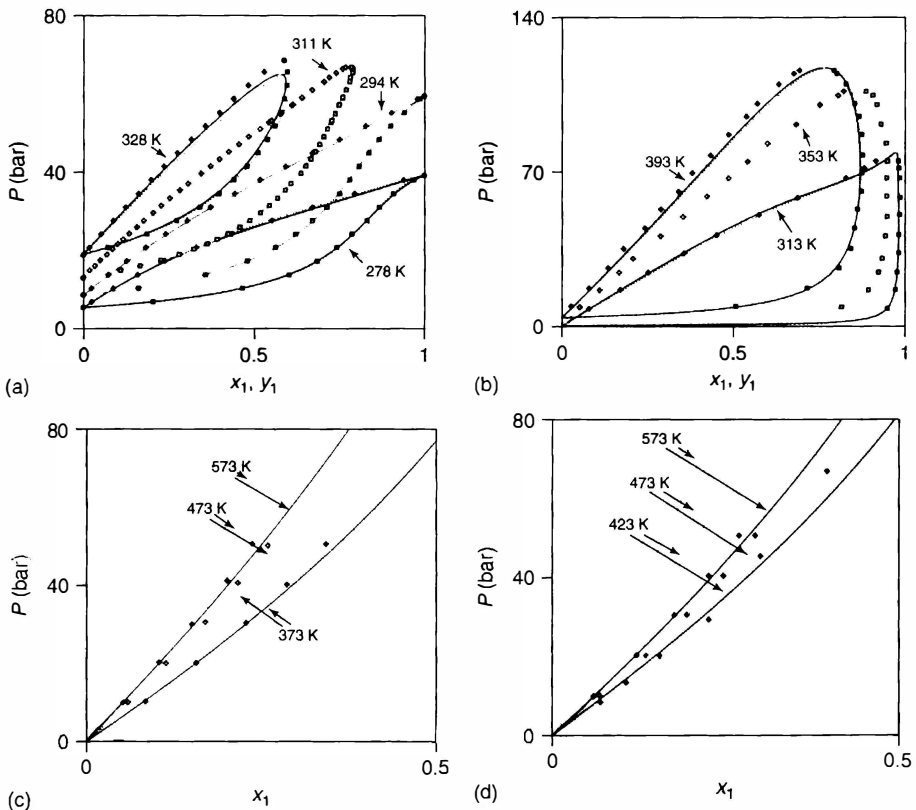 80
311 K
294 K
328 K
P (bar)
40
278 K
0
0
0.5
1
x1, y1
(a)
140
393 K
353 K
P (bar)
70
313 K
0
0
0.5
1
x1, y1
(b)
80
573 K
473 K
P (bar)
40
373 K
0
0
0.5
x1
(c)
80
573 K
473 K
423 K
P (bar)
40
0
0
0.5
x1
(d)